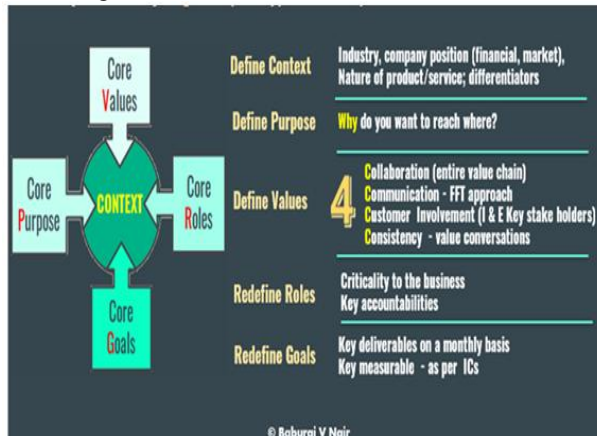 Core
Values
Core
Purpose
CONTEXT
Core
Roles
Core
Goals
Define Context
Industry, company position (financial, market),
Nature of product/service; differentiators
Define Purpose
Why do you want to reach where?
Define Values
4
Collaboration (entire value chain)
Communication - FFT approach
Customer Involvement (I & E Key stake holders)
Consistency - value conversations
Redefine Roles
Criticality to the business
Key accountabilities
Redefine Goals
Key deliverables on a monthly basis
Key measurable - as per ICs
© Baburaj V Nair